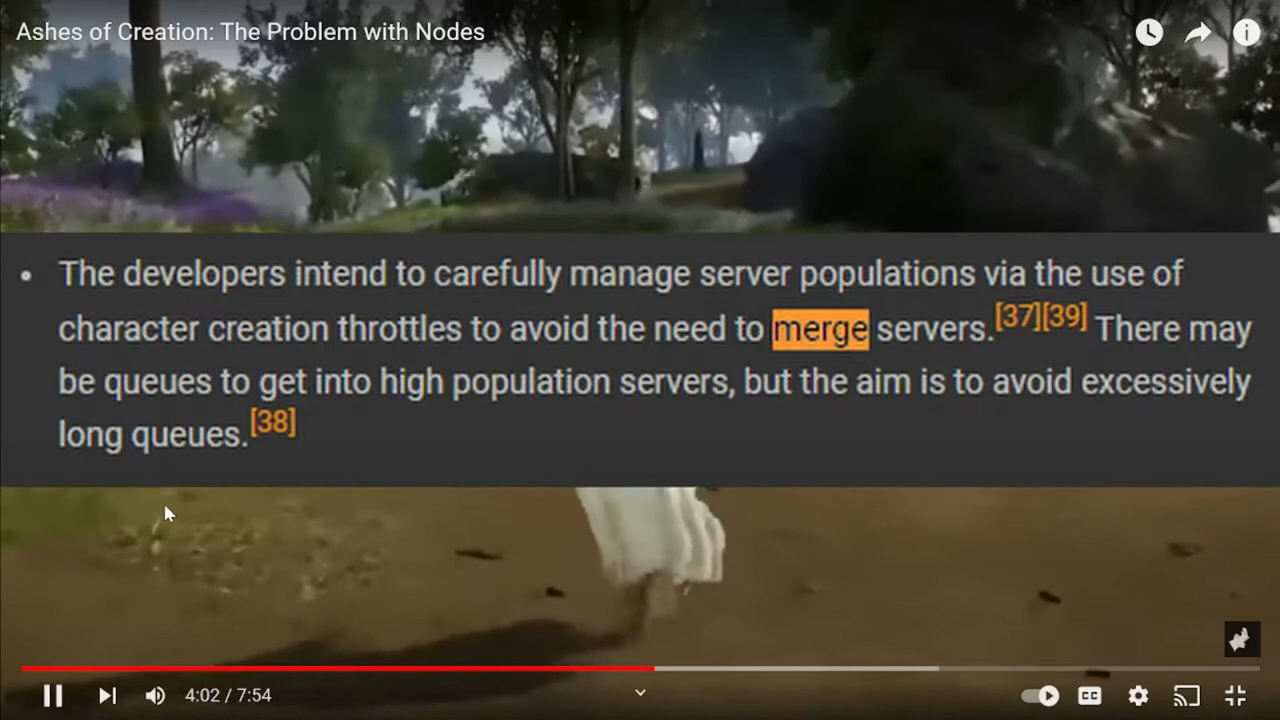 Ashes of Creation: The Problem with Nodes
• The developers intend to carefully manage server populations via the use of
character creation throttles to avoid the need to merge servers.[37][39] There may
be queues to get into high population servers, but the aim is to avoid excessively
long queues.[38]
4:02 / 7:54
CC